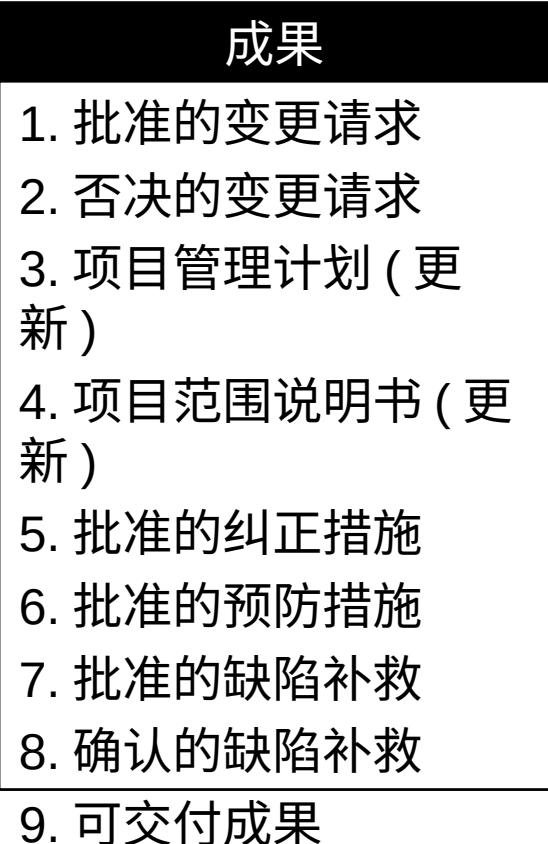 成果
1. 批准的变更请求
2. 否决的变更请求
3. 项目管理计划 ( 更
新 )
4. 项目范围说明书 ( 更
新 )
5. 批准的纠正措施
6. 批准的预防措施
7. 批准的缺陷补救
8. 确认的缺陷补救
9. 可交付成果